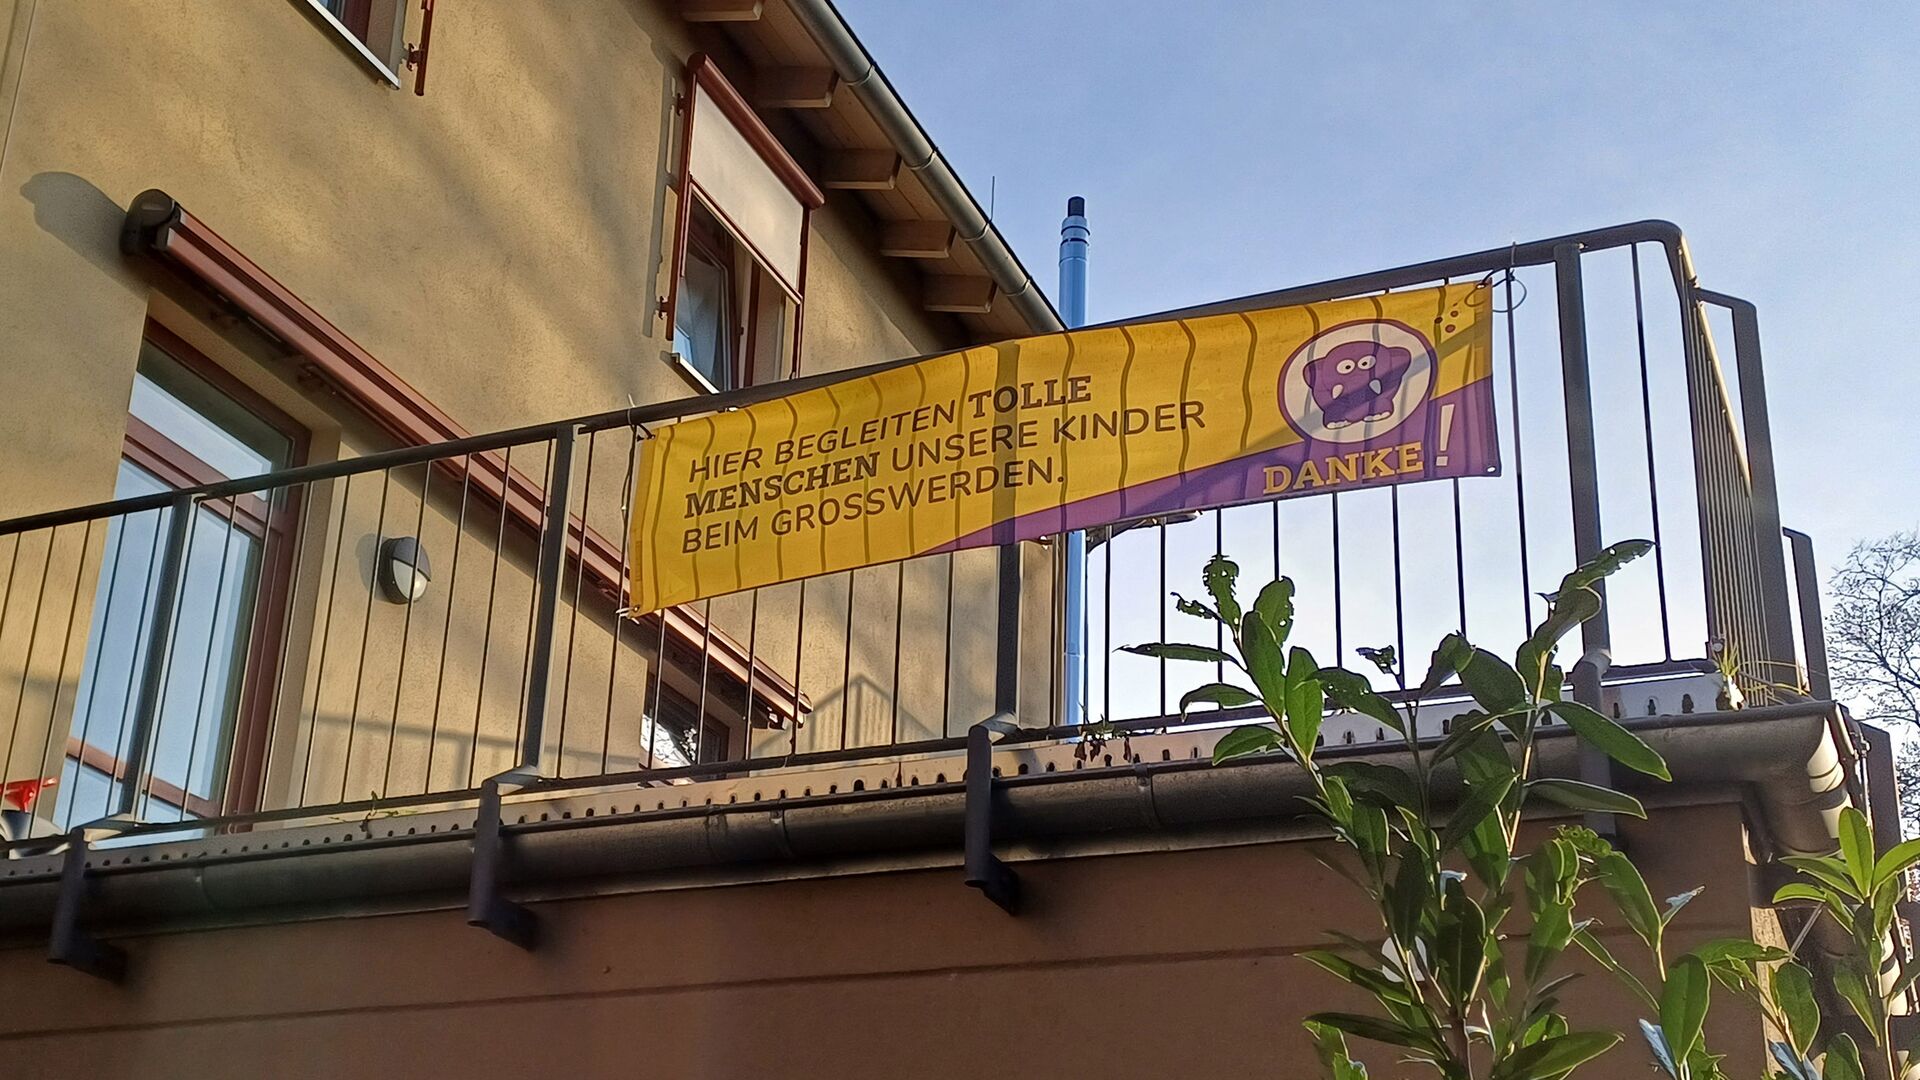 HIER BEGLEITEN TOLLE
MENSCHEN UNSERE KINDER
BEIM GROSSWERDEN.
DANKE!